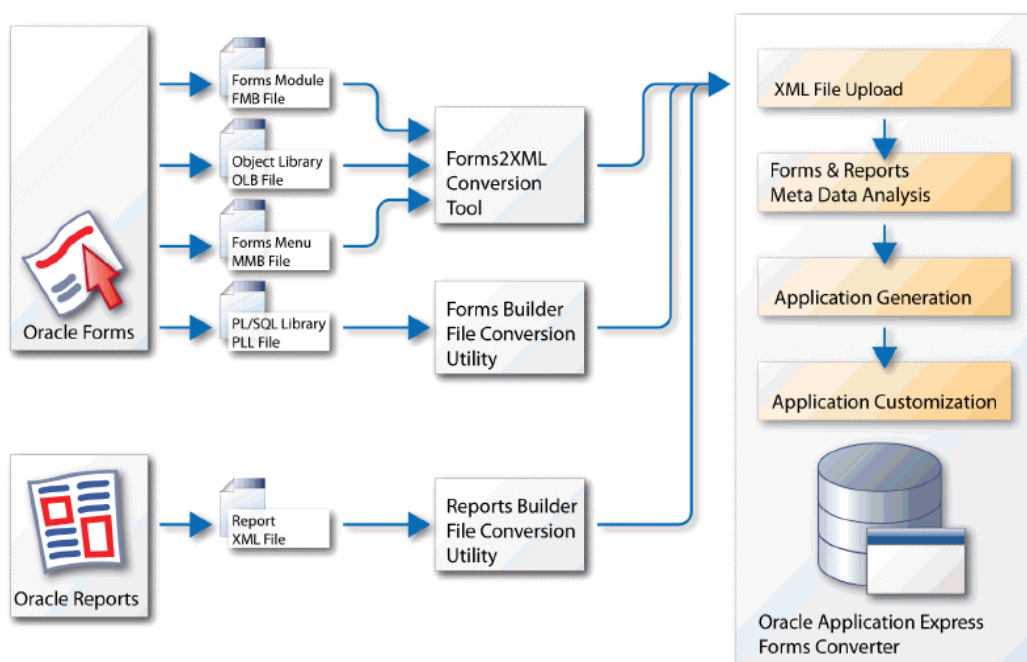 Forms Module
FMB File
Object Library
OLB File
Forms Menu
MMB File
PL/SQL Library
PLL File
Oracle Forms
Forms2XML
Conversion
Tool
Forms Builder
File Conversion
Utility
Report
XML File
Reports Builder
File Conversion
Utility
Oracle Reports
XML File Upload
Forms & Reports
Meta Data Analysis
Application Generation
Application Customization
Oracle Application Express
Forms Converter